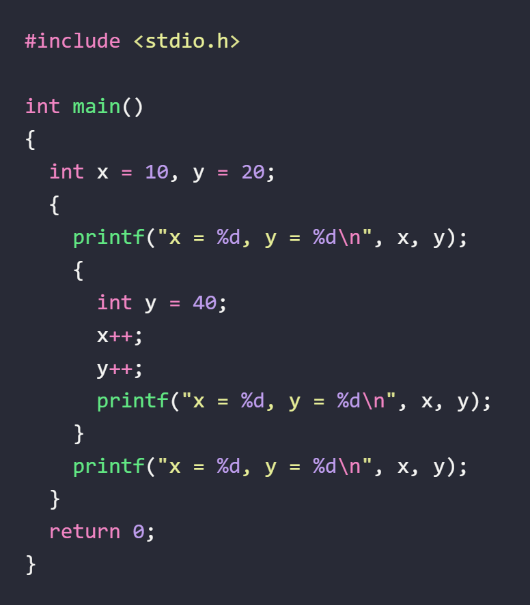 #include <stdio.h>

int main()
{
  int x = 10, y = 20;
  {
    printf("x = %d, y = %d\n", x, y);
    {
      int y = 40;
      x++;
      y++;
      printf("x = %d, y = %d\n", x, y);
    }
    printf("x = %d, y = %d\n", x, y);
  }
  return 0;
}